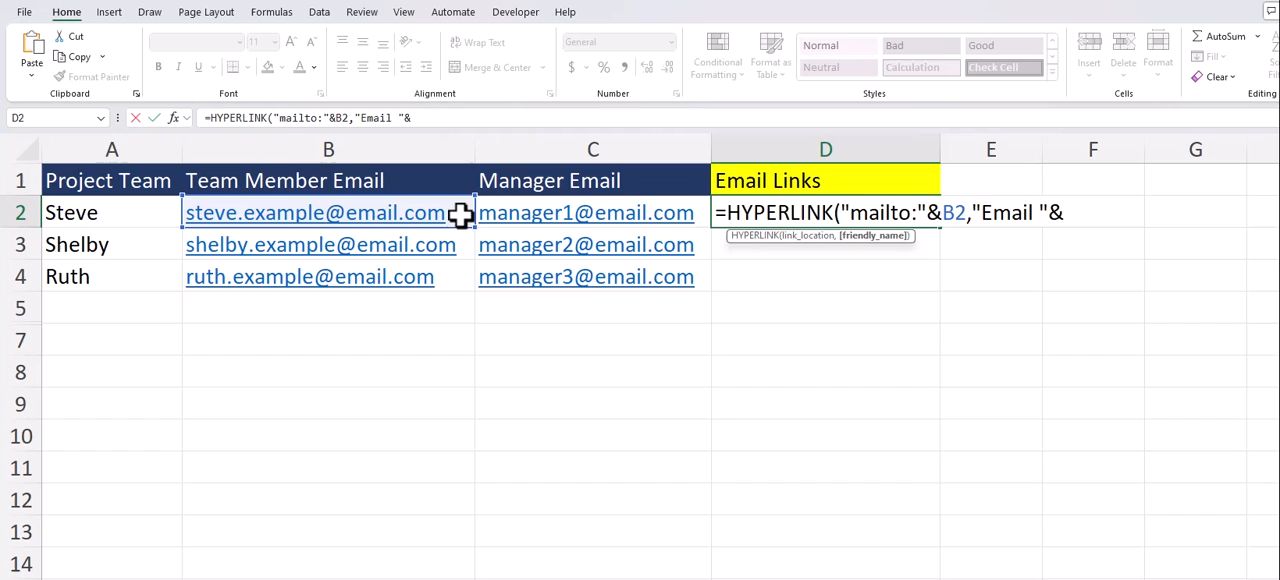 File Home Insert Draw Page Layout Formulas Data Review View Automate Developer Help
Paste
Cut
Copy
Format Painter
Clipboard
11 A A
B I U A
Font
Wrap Text
Merge & Center
Alignment
General
$ % 9
Number
Conditional Formatting
Format as Table
Normal Bad Good
Neutral Calculation Check Cell
Styles
Insert Delete Format
Cells
AutoSum
Fill
Clear
Editing
D2 fx =HYPERLINK("mailto:"&B2,"Email "&
A B C D E F G
1 Project Team Team Member Email Manager Email Email Links
2 Steve steve.example@email.com manager1@email.com =HYPERLINK("mailto:"&B2,"Email "&
HYPERLINK(link_location, [friendly_name])
3 Shelby shelby.example@email.com manager2@email.com
4 Ruth ruth.example@email.com manager3@email.com
5
7
8
9
10
11
12
13
14